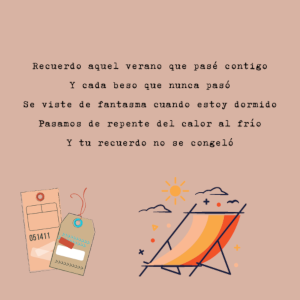 Recuerdo aquel verano que pasé contigo
Y cada beso que nunca pasó
Se viste de fantasma cuando estoy dormido
Pasamos de repente del calor al frío
Y tu recuerdo no se congeló
051411